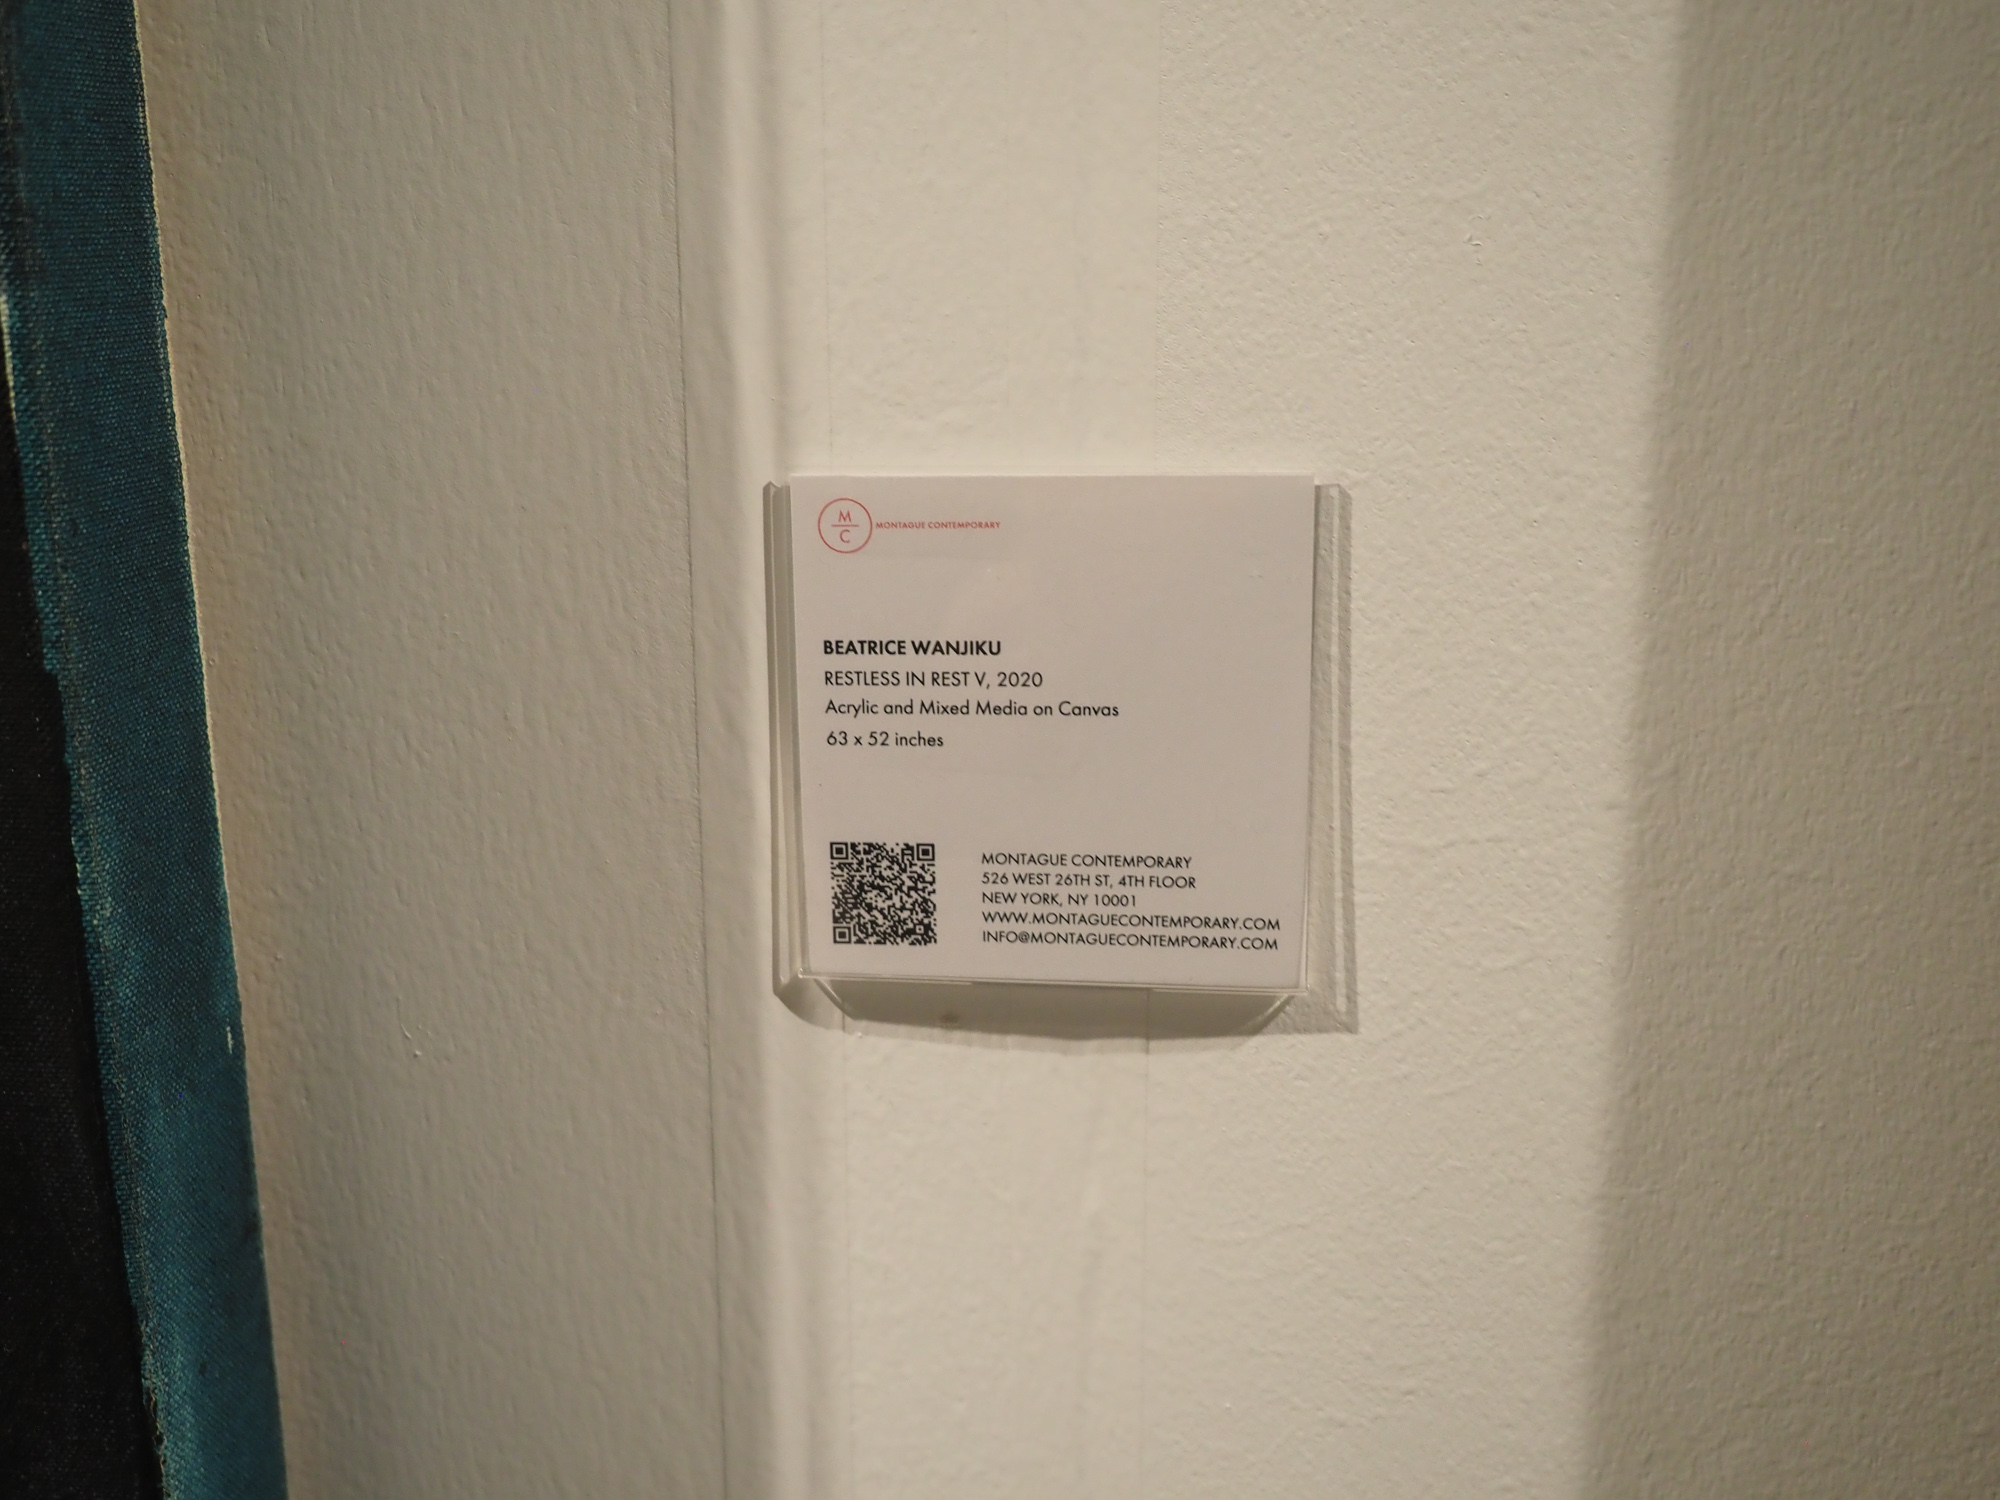 M
C
MONTAGUE CONTEMPORARY
BEATRICE WANJIKU
RESTLESS IN REST V, 2020
Acrylic and Mixed Media on Canvas
63 x 52 inches
MONTAGUE CONTEMPORARY
526 WEST 26TH ST, 4TH FLOOR
NEW YORK, NY 10001
WWW.MONTAGUECONTEMPORARY.COM
INFO@MONTAGUECONTEMPORARY.COM